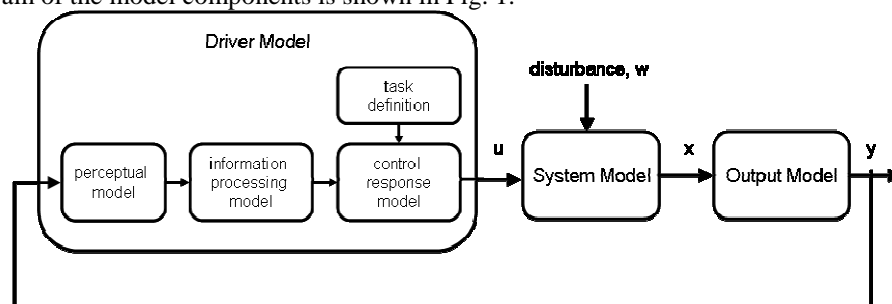 am of the model components is shown in Fig. 1.
Driver Model
task
definition
disturbance, w
perceptual
model
information
processing
model
control
response
model
u
System Model
x
Output Model
y